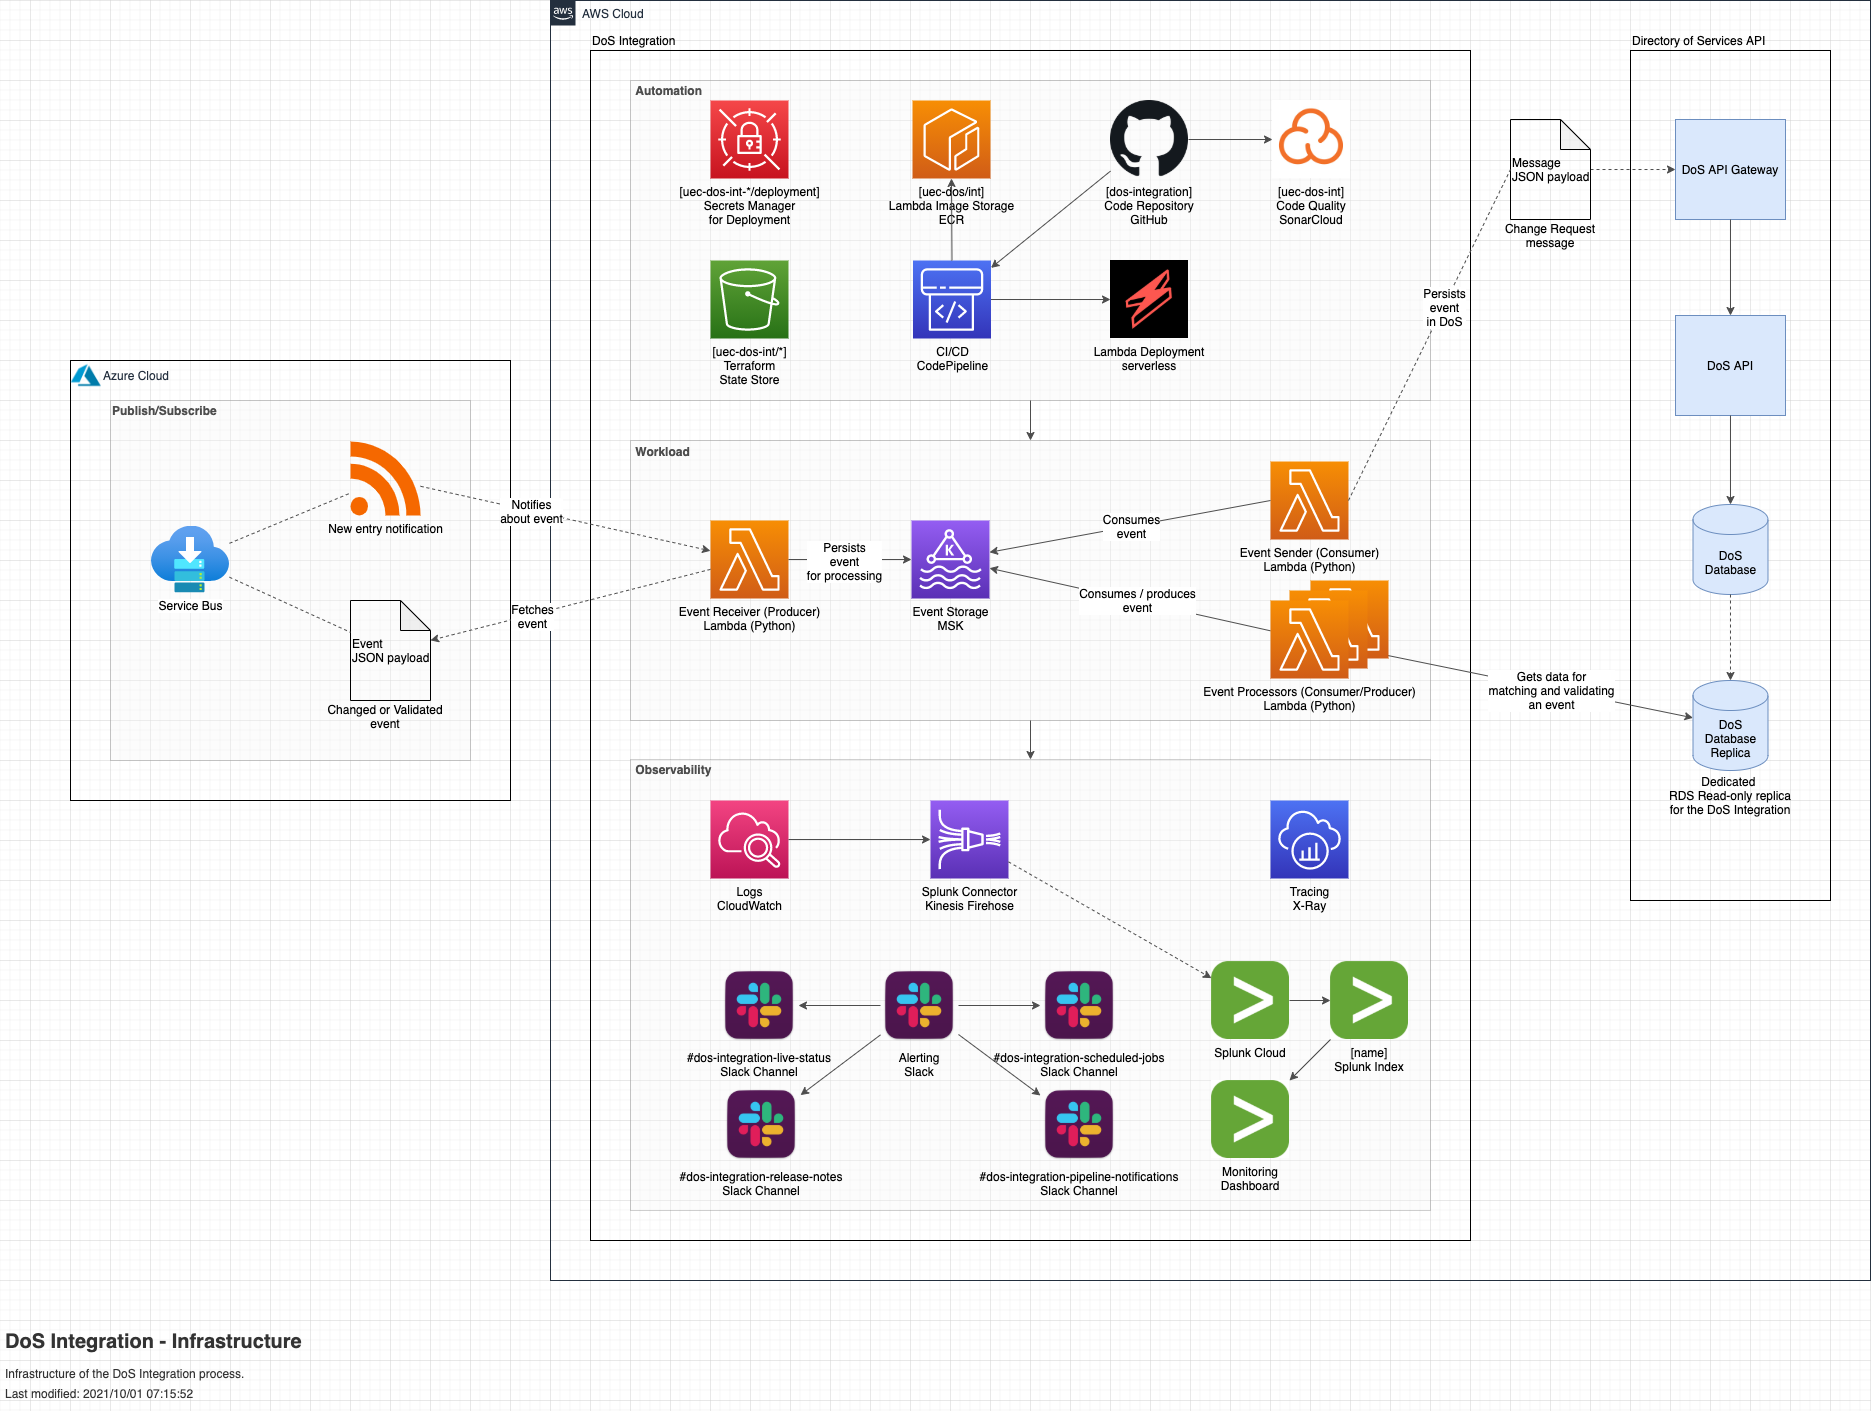 aws
AWS Cloud
DoS Integration
Directory of Services API
Automation
[uec-dos-int-*/deployment]
Secrets Manager
for Deployment
[uec-dos/int]
Lambda Image Storage
ECR
[dos-integration]
Code Repository
GitHub
[uec-dos-int]
Code Quality
SonarCloud
Message
JSON payload
Change Request
message
DoS API Gateway
[uec-dos-int/*]
Terraform
State Store
</>
CI/CD
CodePipeline
Lambda Deployment
serverless
Persists
event
in DoS
DoS API
Azure Cloud
Publish/Subscribe
New entry notification
Service Bus
Event
JSON payload
Changed or Validated
event
Notifies
about event
Fetches
event
Workload
Event Receiver (Producer)
Lambda (Python)
Persists
event
for processing
K
Event Storage
MSK
Consumes
event
Event Sender (Consumer)
Lambda (Python)
Consumes / produces
event
Event Processors (Consumer/Producer)
Lambda (Python)
Gets data for
matching and validating
an event
DoS
Database
DoS
Database
Replica
Dedicated
RDS Read-only replica
for the DoS Integration
Observability
Logs
CloudWatch
Splunk Connector
Kinesis Firehose
Tracing
X-Ray
#dos-integration-live-status
Slack Channel
Alerting
Slack
#dos-integration-scheduled-jobs
Slack Channel
Splunk Cloud
[name]
Splunk Index
#dos-integration-release-notes
Slack Channel
#dos-integration-pipeline-notifications
Slack Channel
Monitoring
Dashboard
DoS Integration - Infrastructure
Infrastructure of the DoS Integration process.
Last modified: 2021/10/01 07:15:52